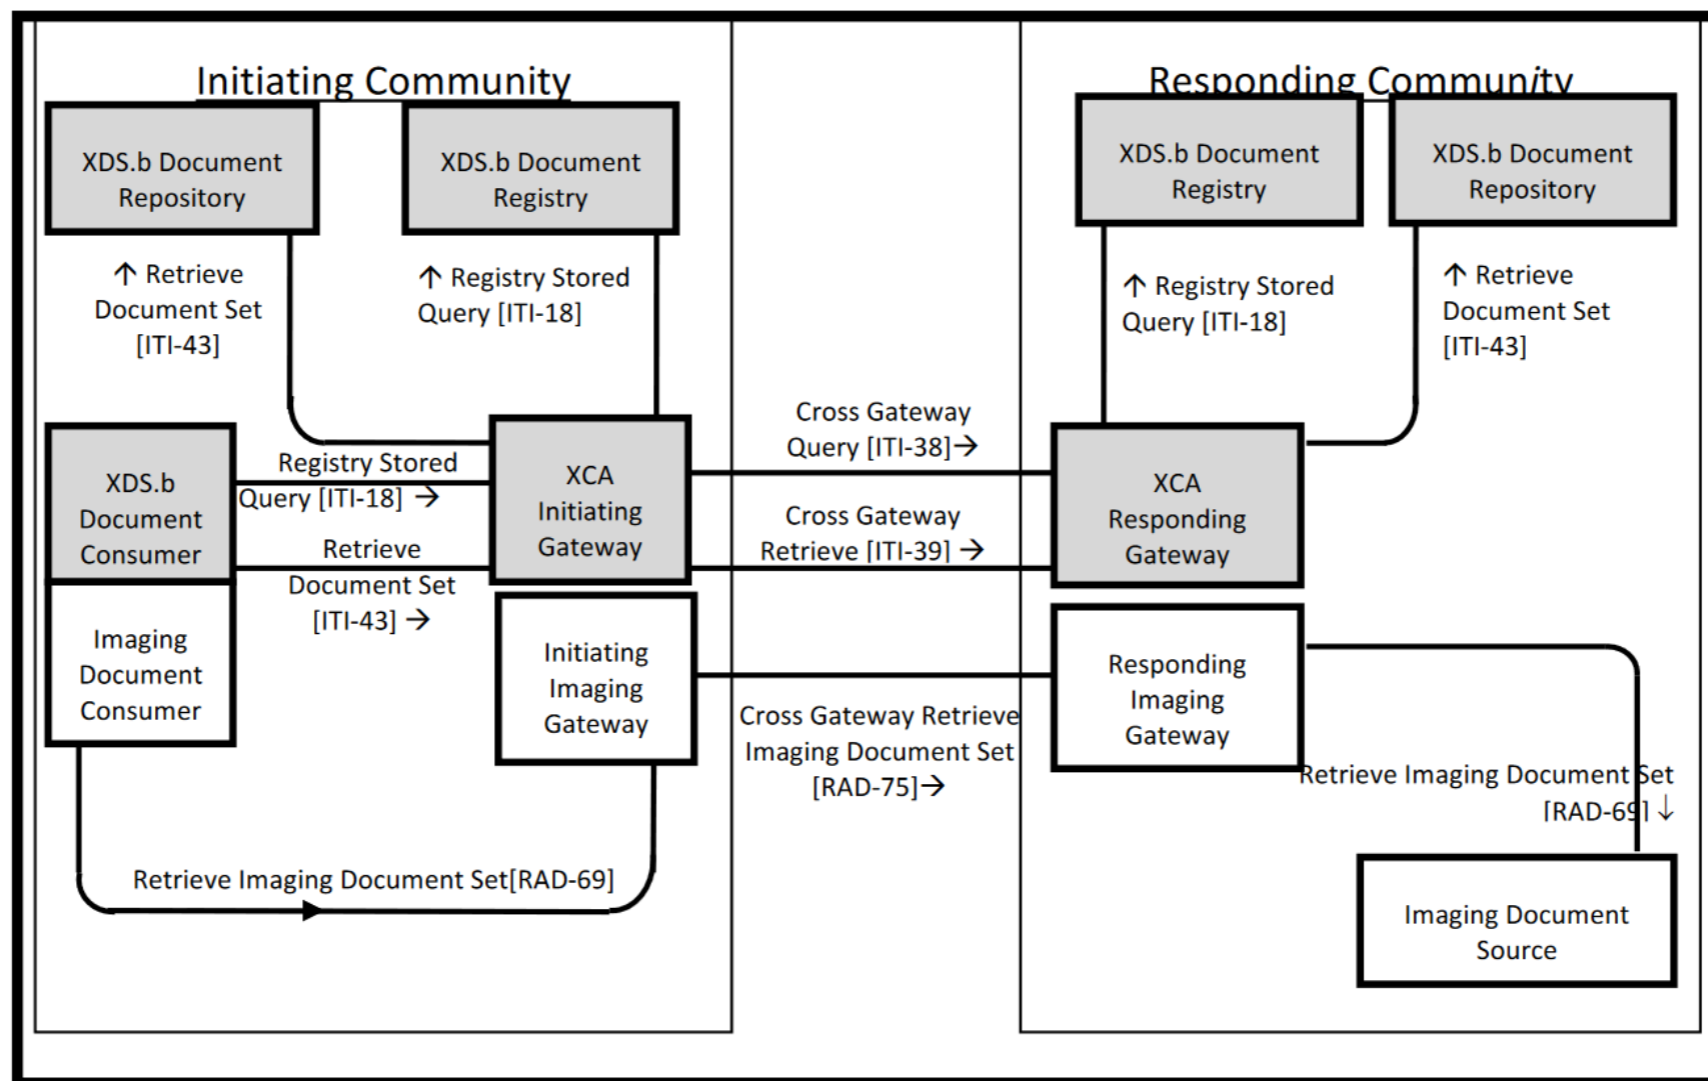 Initiating Community
XDS.b Document
Repository
XDS.b Document
Registry
↑ Retrieve
Document Set
[ITI-43]
↑ Registry Stored
Query [ITI-18]
XDS.b
Document
Consumer
Registry Stored
Query [ITI-18] →
Retrieve
Document Set
[ITI-43] →
XCA
Initiating
Gateway
Imaging
Document
Consumer
Initiating
Imaging
Gateway
Retrieve Imaging Document Set[RAD-69]
Cross Gateway
Query [ITI-38]→
Cross Gateway
Retrieve [ITI-39] →
Cross Gateway Retrieve
Imaging Document Set
[RAD-75]→
Responding Community
XDS.b Document
Registry
XDS.b Document
Repository
↑ Registry Stored
Query [ITI-18]
↑ Retrieve
Document Set
[ITI-43]
XCA
Responding
Gateway
Responding
Imaging
Gateway
Retrieve Imaging Document Set
[RAD-69] ↓
Imaging Document
Source